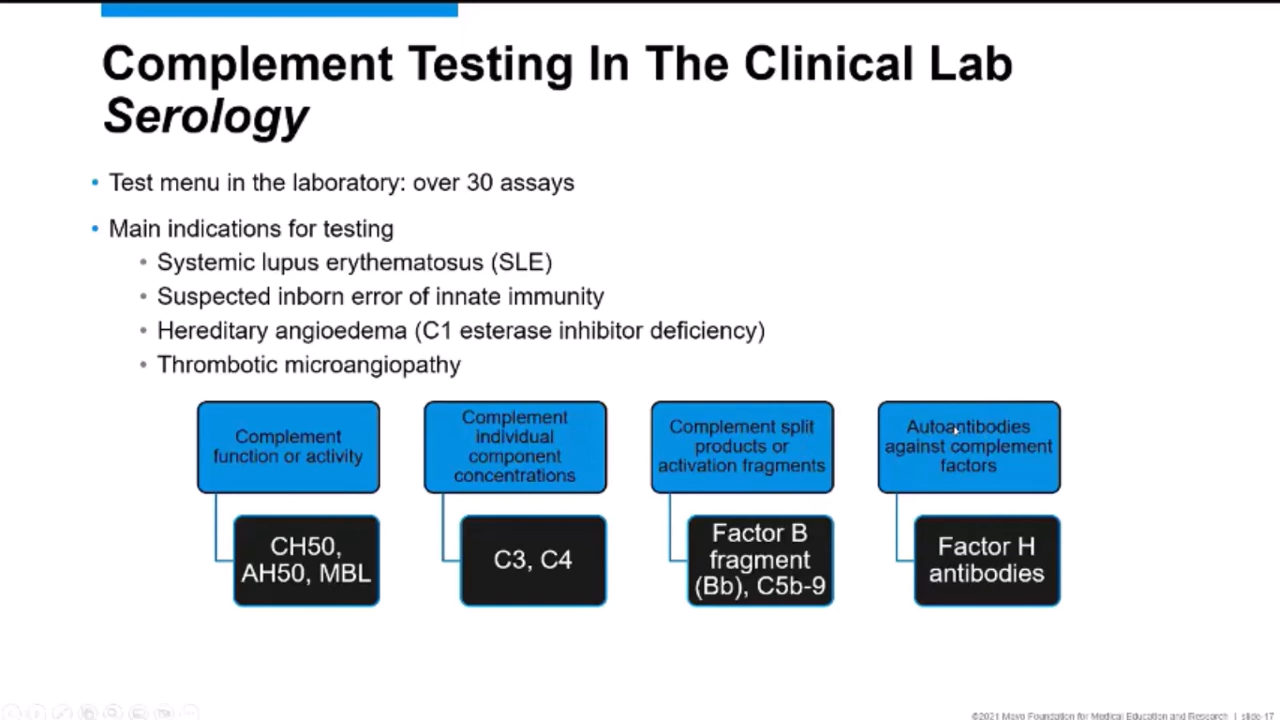 Complement Testing In The Clinical Lab
Serology
• Test menu in the laboratory: over 30 assays
• Main indications for testing
• Systemic lupus erythematosus (SLE)
• Suspected inborn error of innate immunity
• Hereditary angioedema (C1 esterase inhibitor deficiency)
• Thrombotic microangiopathy
Complement
function or activity
CH50,
AH50, MBL
Complement
individual
component
concentrations
C3, C4
Complement split
products or
activation fragments
Factor B
fragment
(Bb), C5b-9
Autoantibodies
against complement
factors
Factor H
antibodies
©2021 Mayo Foundation for Medical Education and Research | slide-17